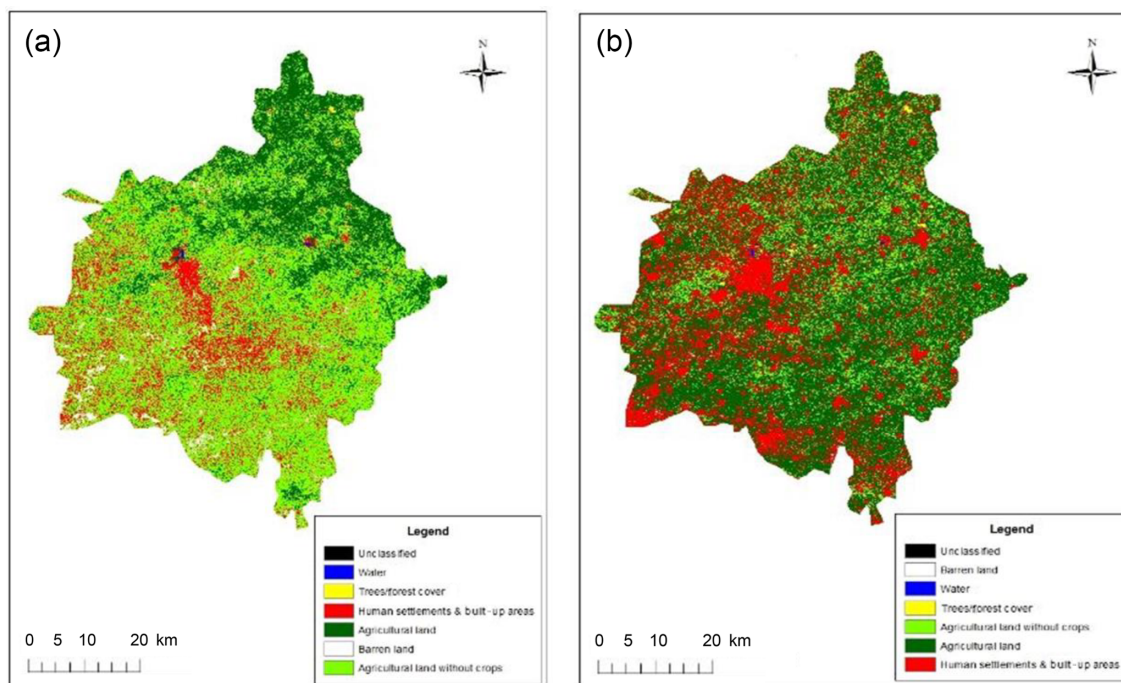 (a)
N
Legend
Unclassified
Water
Trees/forest cover
Human settlements & built-up areas
Agricultural land
Barren land
Agricultural land without crops
0 5 10 20 km
(b)
N
Legend
Unclassified
Barren land
Water
Trees/forest cover
Agricultural land without crops
Agricultural land
Human settlements & built-up areas
0 5 10 20 km